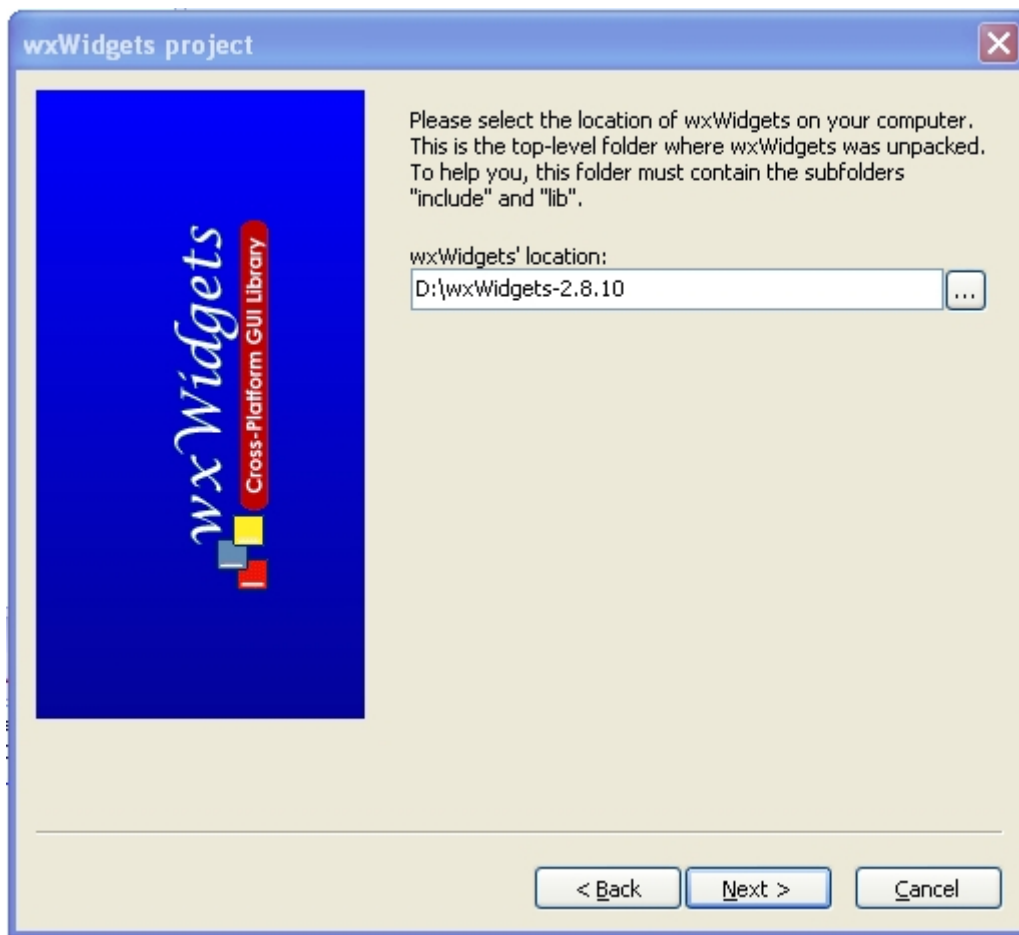 wxWidgets project
wxWidgets
Cross-Platform GUI Library
Please select the location of wxWidgets on your computer.
This is the top-level folder where wxWidgets was unpacked.
To help you, this folder must contain the subfolders
"include" and "lib".
wxWidgets' location:
D:\wxWidgets-2.8.10
...
< Back
Next >
Cancel